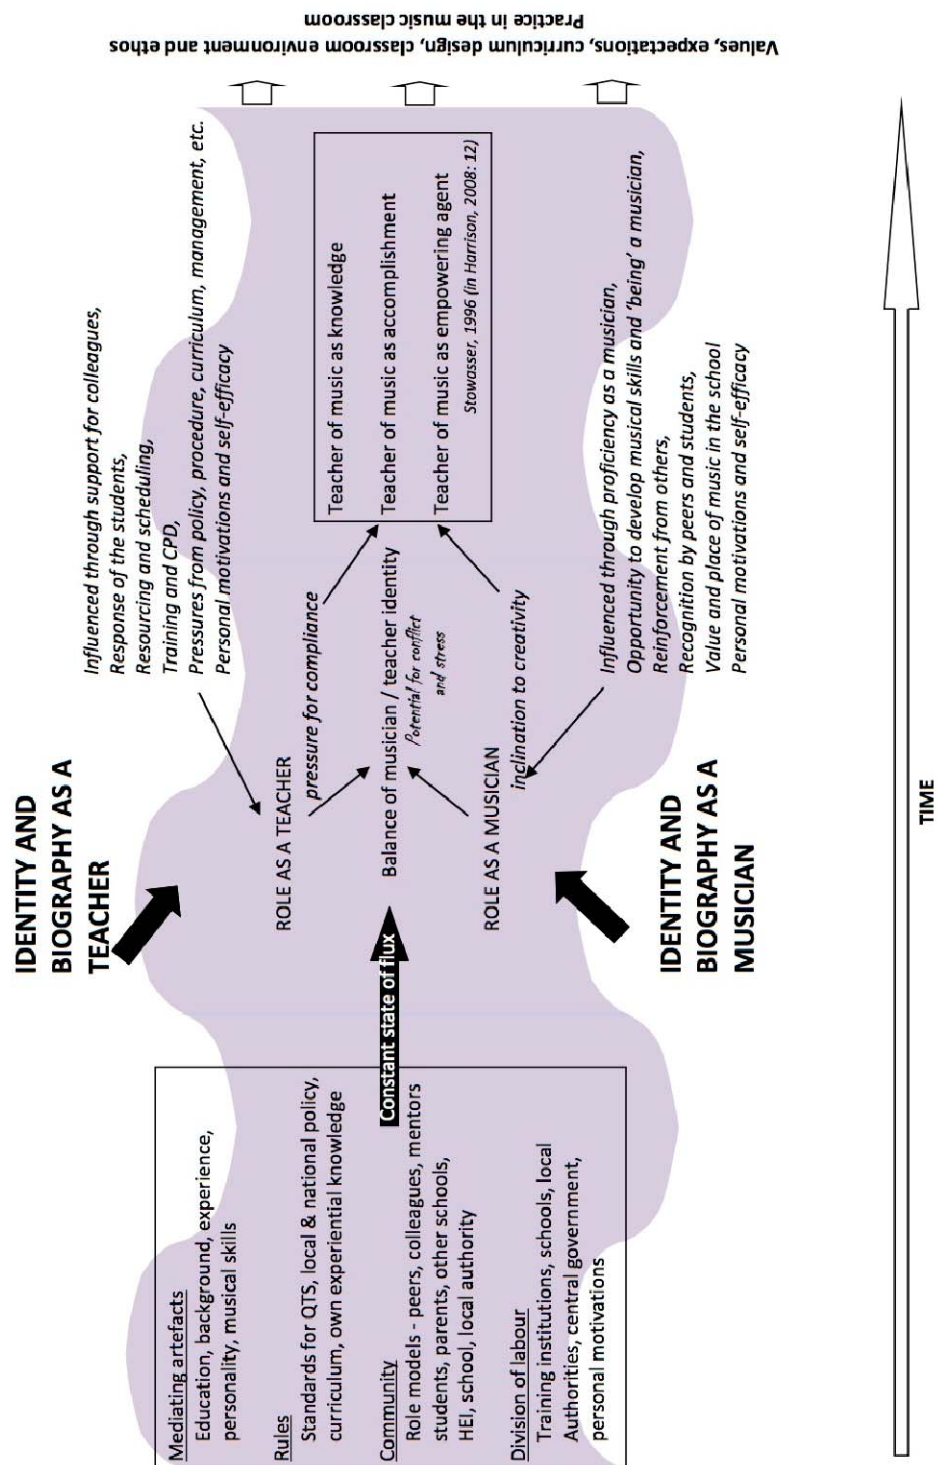 IDENTITY AND
BIOGRAPHY AS A
TEACHER
Influenced through support for colleagues,
Response of the students,
Resourcing and scheduling,
Training and CPD,
Pressures from policy, procedure, curriculum, management, etc.
Personal motivations and self-efficacy
Mediating artefacts
Education, background, experience,
personality, musical skills
Rules
Standards for QTS, local & national policy,
curriculum, own experiential knowledge
Community
Role models - peers, colleagues, mentors
students, parents, other schools,
HEI, school, local authority
Division of labour
Training institutions, schools, local
Authorities, central government,
personal motivations
Constant state of flux
ROLE AS A TEACHER
pressure for compliance
Balance of musician / teacher identity
Potential for conflict
and stress
ROLE AS A MUSICIAN
inclination to creativity
Teacher of music as knowledge
Teacher of music as accomplishment
Teacher of music as empowering agent
Stowasser, 1996 (in Harrison, 2008: 12)
Values, expectations, curriculum design, classroom environment and ethos
Practice in the music classroom
IDENTITY AND
BIOGRAPHY AS A
MUSICIAN
Influenced through proficiency as a musician,
Opportunity to develop musical skills and 'being' a musician,
Reinforcement from others,
Recognition by peers and students,
Value and place of music in the school
Personal motivations and self-efficacy
TIME